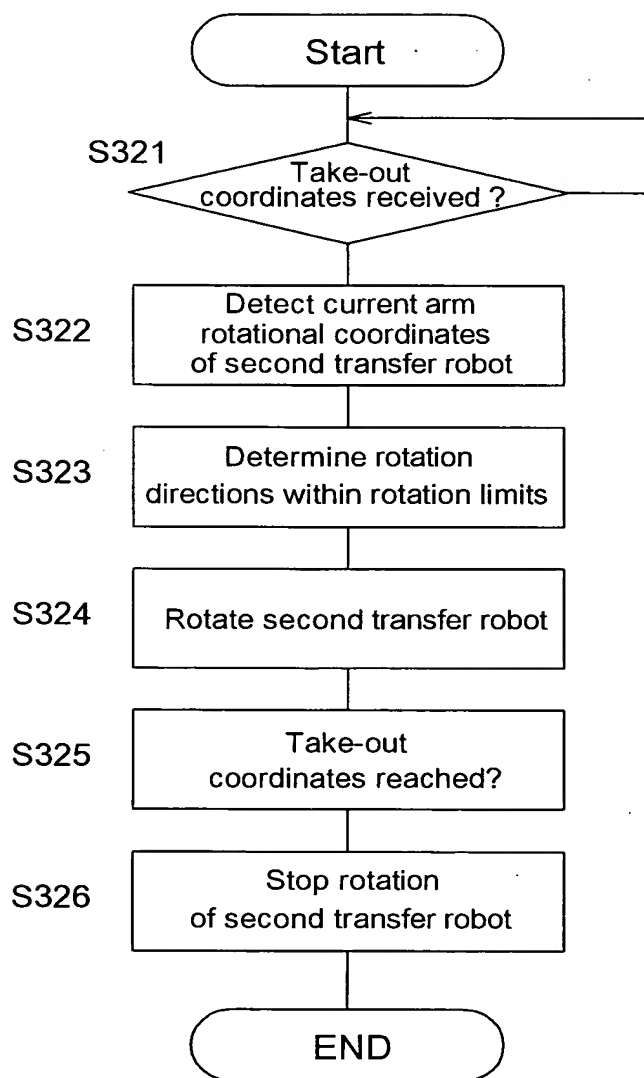 Start
S321
Take-out
coordinates received ?
S322
Detect current arm
rotational coordinates
of second transfer robot
S323
Determine rotation
directions within rotation limits
S324
Rotate second transfer robot
S325
Take-out
coordinates reached?
S326
Stop rotation
of second transfer robot
END